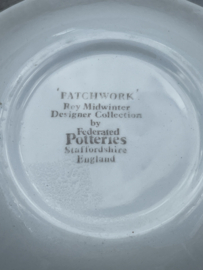 'PATCHWORK'
Roy Midwinter
Designer Collection
by
Federated
Potteries
Staffordshire
England